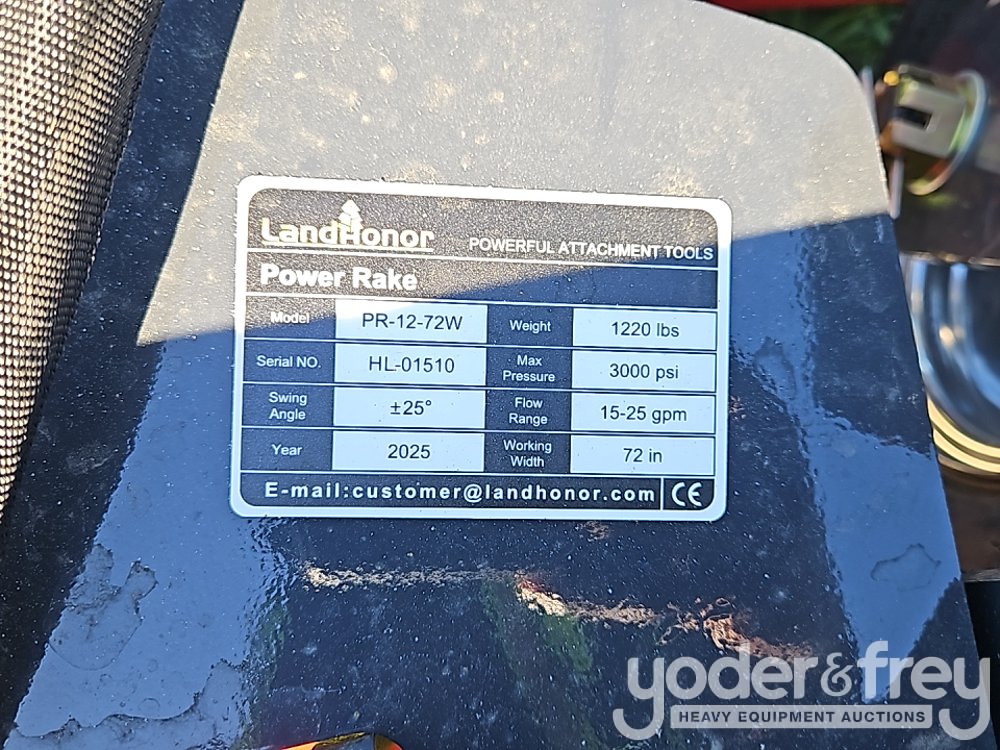 LandHonor POWERFUL ATTACHMENT TOOLS
Power Rake
Model PR-12-72W Weight 1220 lbs
Serial NO. HL-01510 Max Pressure 3000 psi
Swing Angle ±25° Flow Range 15-25 gpm
Year 2025 Working Width 72 in
E-mail:customer@landhonor.com CE
yoder&frey
HEAVY EQUIPMENT AUCTIONS